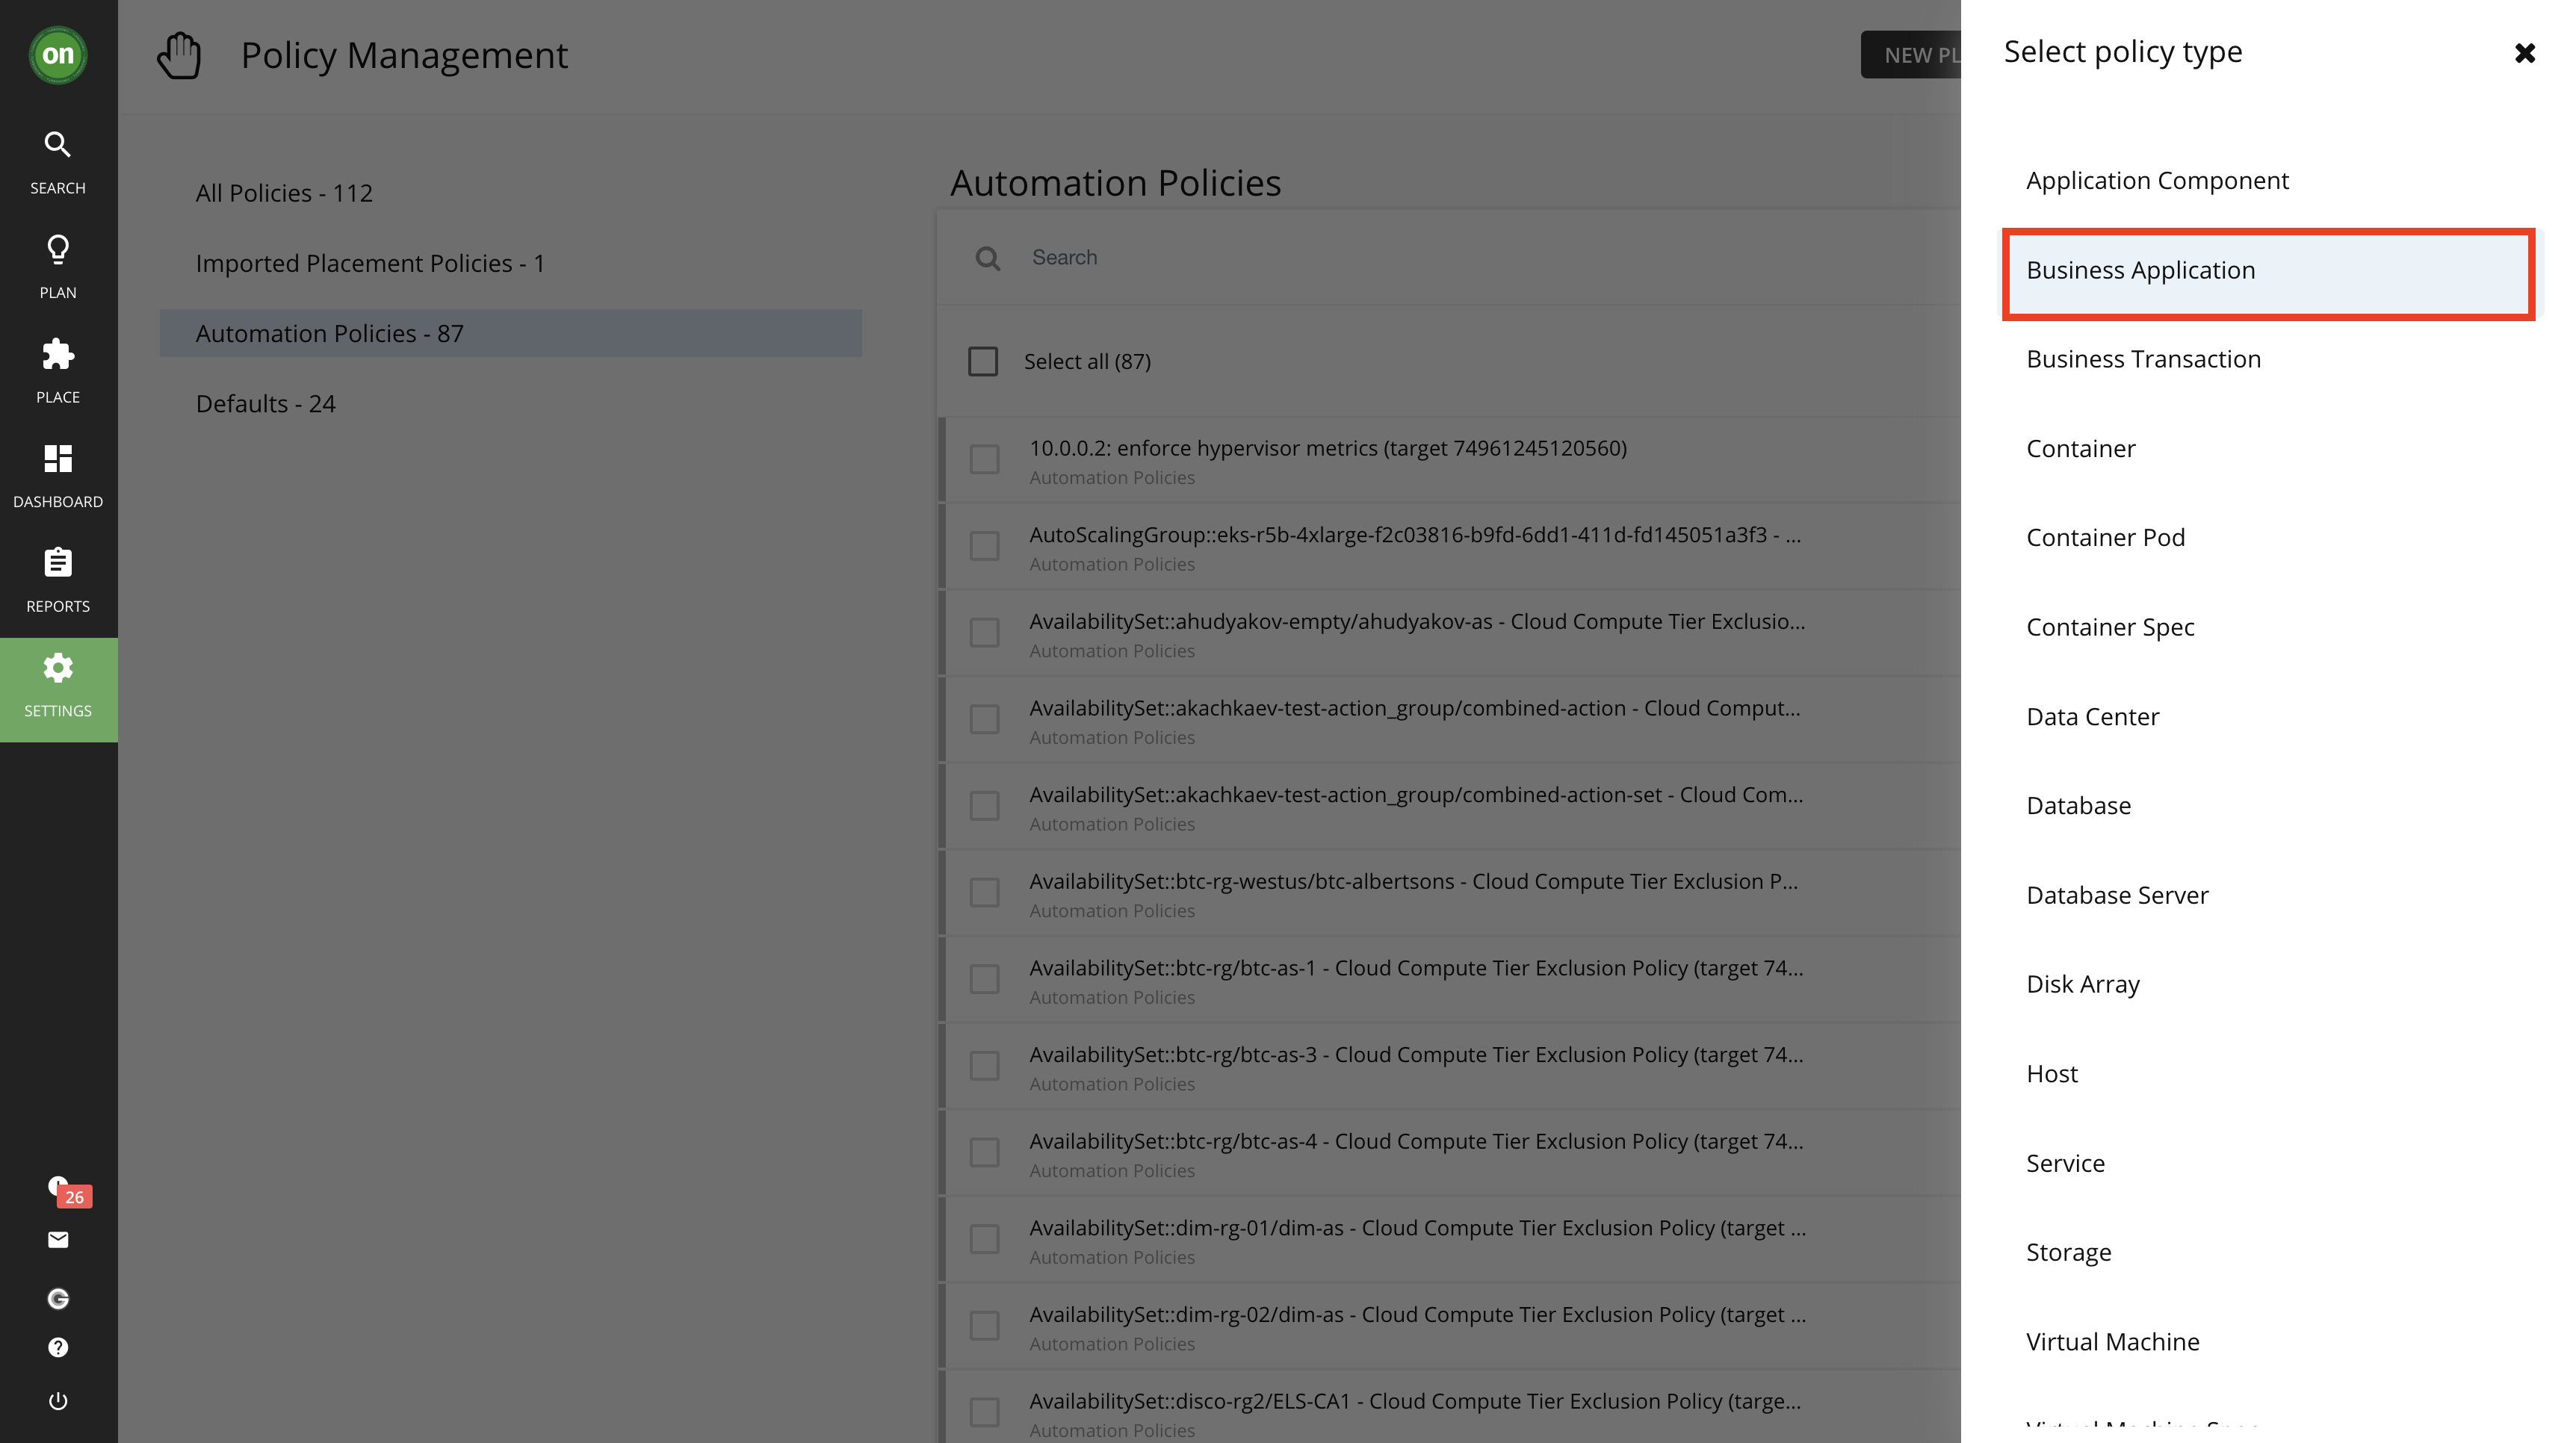 on
SEARCH
PLAN
PLACE
DASHBOARD
REPORTS
SETTINGS
26
Policy Management
NEW PL
All Policies - 112
Imported Placement Policies - 1
Automation Policies - 87
Defaults - 24
Automation Policies
Search
Select all (87)
10.0.0.2: enforce hypervisor metrics (target 74961245120560)
Automation Policies
AutoScalingGroup::eks-r5b-4xlarge-f2c03816-b9fd-6dd1-411d-fd145051a3f3 - ...
Automation Policies
AvailabilitySet::ahudyakov-empty/ahudyakov-as - Cloud Compute Tier Exclusio...
Automation Policies
AvailabilitySet::akachkaev-test-action_group/combined-action - Cloud Comput...
Automation Policies
AvailabilitySet::akachkaev-test-action_group/combined-action-set - Cloud Com...
Automation Policies
AvailabilitySet::btc-rg-westus/btc-albertsons - Cloud Compute Tier Exclusion P...
Automation Policies
AvailabilitySet::btc-rg/btc-as-1 - Cloud Compute Tier Exclusion Policy (target 74...
Automation Policies
AvailabilitySet::btc-rg/btc-as-3 - Cloud Compute Tier Exclusion Policy (target 74...
Automation Policies
AvailabilitySet::btc-rg/btc-as-4 - Cloud Compute Tier Exclusion Policy (target 74...
Automation Policies
AvailabilitySet::dim-rg-01/dim-as - Cloud Compute Tier Exclusion Policy (target ...
Automation Policies
AvailabilitySet::dim-rg-02/dim-as - Cloud Compute Tier Exclusion Policy (target ...
Automation Policies
AvailabilitySet::disco-rg2/ELS-CA1 - Cloud Compute Tier Exclusion Policy (targe...
Automation Policies
Select policy type
Application Component
Business Application
Business Transaction
Container
Container Pod
Container Spec
Data Center
Database
Database Server
Disk Array
Host
Service
Storage
Virtual Machine